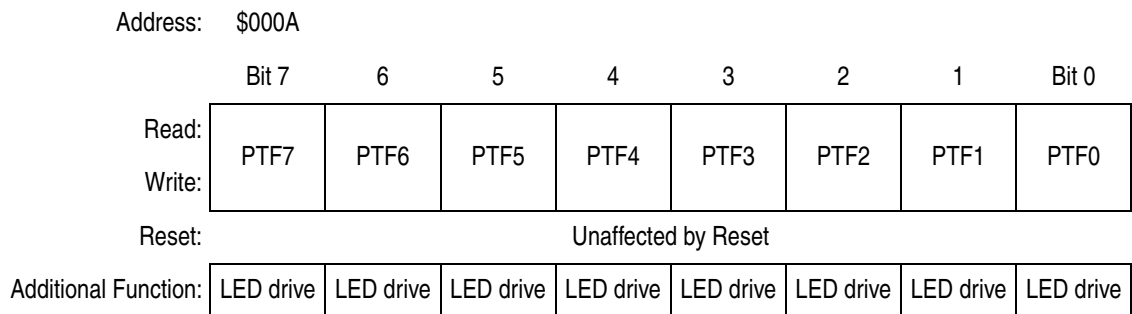 Address: $000A
Bit 7 6 5 4 3 2 1 Bit 0
Read:
PTF7 PTF6 PTF5 PTF4 PTF3 PTF2 PTF1 PTF0
Write:
Reset: Unaffected by Reset
Additional Function: LED drive LED drive LED drive LED drive LED drive LED drive LED drive LED drive